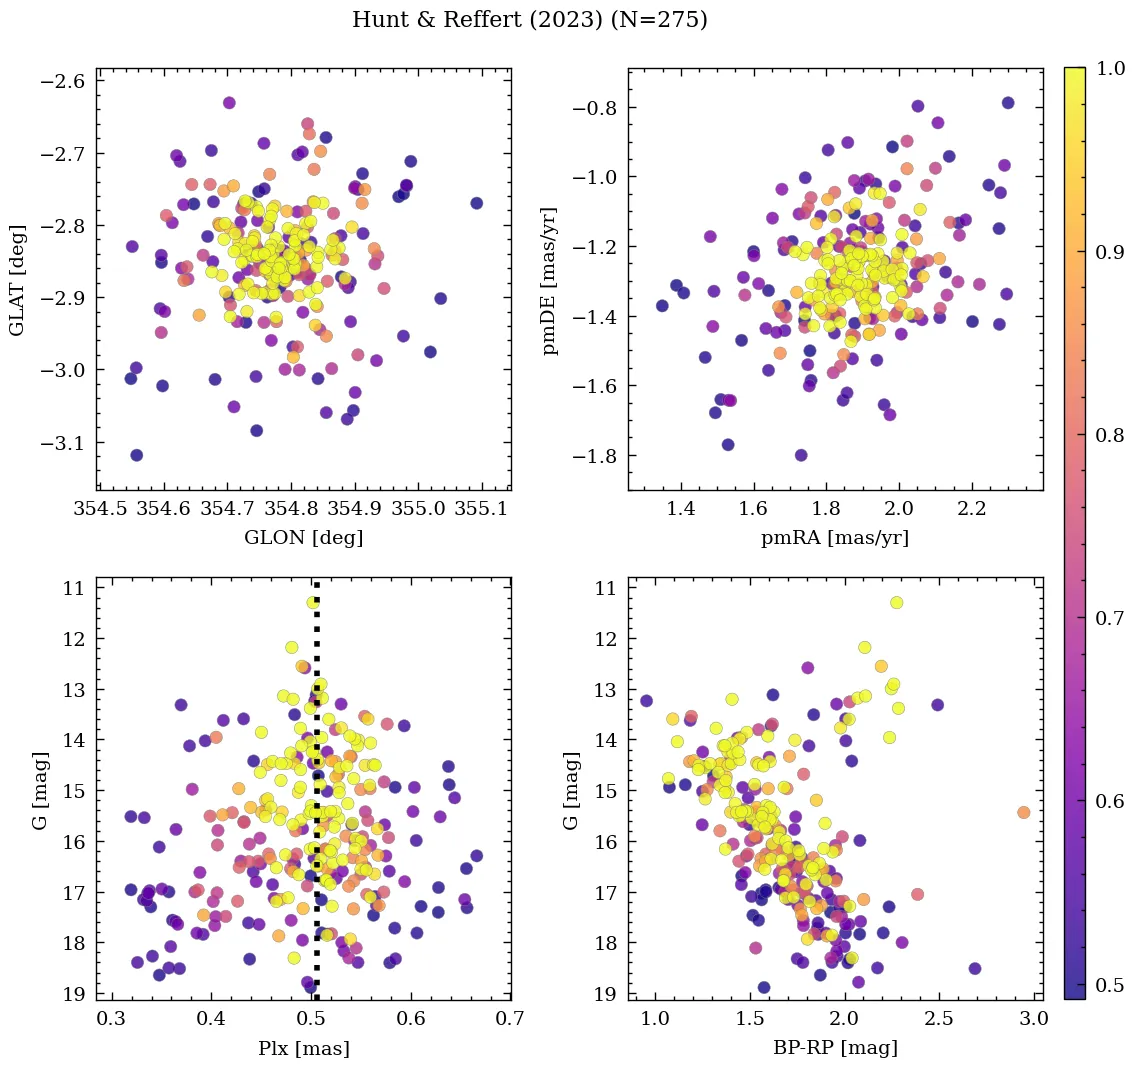 Hunt & Reffert (2023) (N=275)
−2.6
−2.7
−2.8
−2.9
−3.0
−3.1
GLAT [deg]
354.5 354.6 354.7 354.8 354.9 355.0 355.1
GLON [deg]
−0.8
−1.0
−1.2
−1.4
−1.6
−1.8
pmDE [mas/yr]
1.4 1.6 1.8 2.0 2.2
pmRA [mas/yr]
11
12
13
14
15
16
17
18
19
G [mag]
0.3 0.4 0.5 0.6 0.7
Plx [mas]
11
12
13
14
15
16
17
18
19
G [mag]
1.0 1.5 2.0 2.5 3.0
BP-RP [mag]
1.0
0.9
0.8
0.7
0.6
0.5